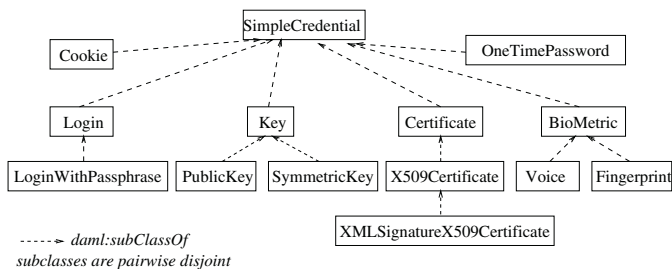 SimpleCredential
Cookie
OneTimePassword
Login
Key
Certificate
BioMetric
LoginWithPassphrase
PublicKey
SymmetricKey
X509Certificate
Voice
Fingerprint
XMLSignatureX509Certificate
daml:subClassOf
subclasses are pairwise disjoint